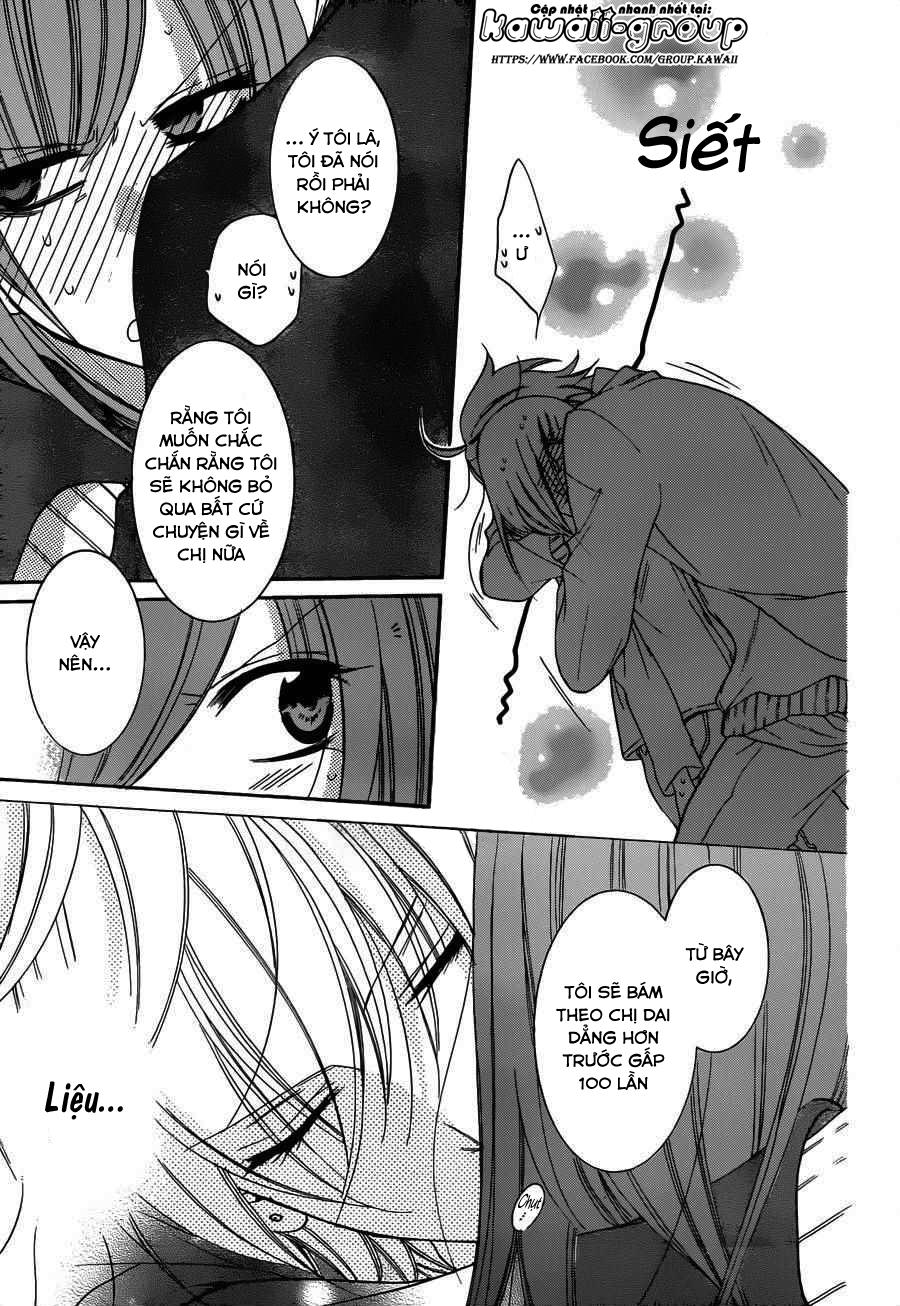 Cập nhật nhanh nhất tại:
kawaii-group
HTTPS://WWW.FACEBOOK.COM/GROUP.KAWAII
Siết
...
Ư
... Ý TÔI LÀ,
TÔI ĐÃ NÓI
RỒI PHẢI
KHÔNG?
NÓI
GÌ?
RẰNG TÔI
MUỐN CHẮC
CHẮN RẰNG TÔI
SẼ KHÔNG BỎ
QUA BẤT CỨ
CHUYỆN GÌ VỀ
CHỊ NỮA
VẬY
NÊN...
TỪ BÂY
GIỜ,
TÔI SẼ BÁM
THEO CHỊ DAI
DẲNG HƠN
TRƯỚC GẤP
100 LẦN
Chụt
...
Liệu...